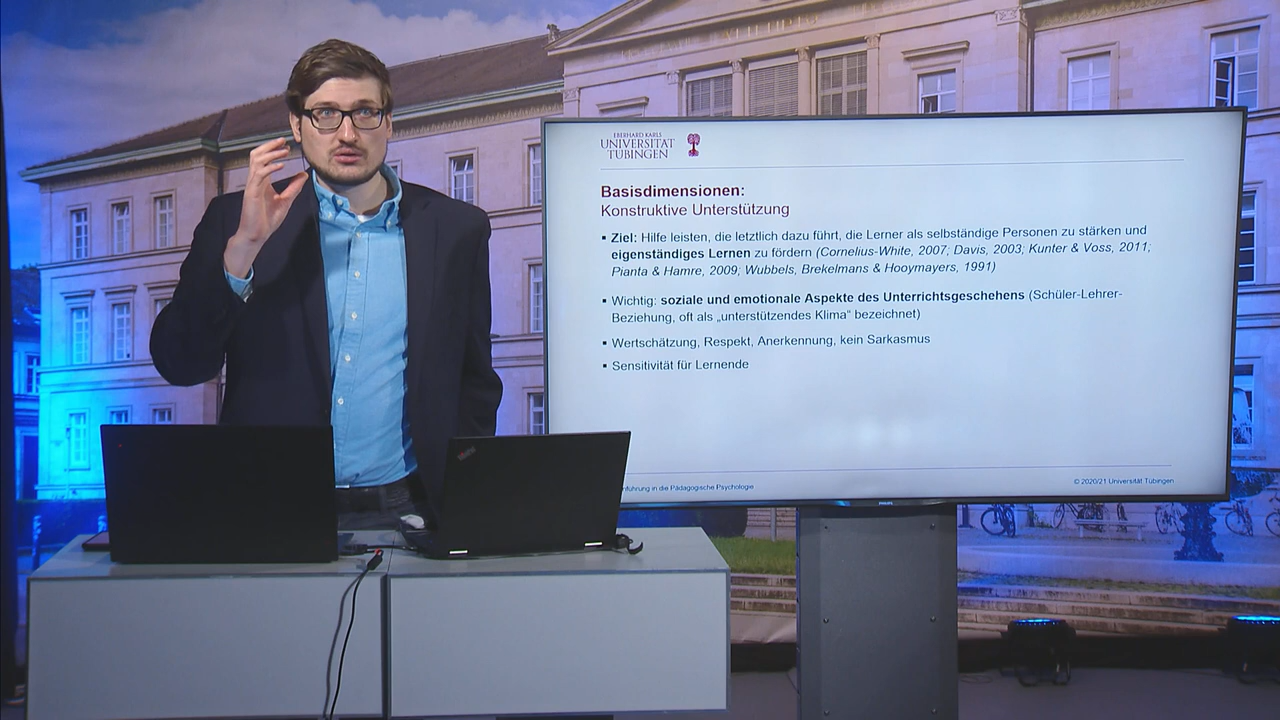 EBERHARD KARLS
UNIVERSITÄT
TÜBINGEN
Basisdimensionen:
Konstruktive Unterstützung
▪ Ziel: Hilfe leisten, die letztlich dazu führt, die Lerner als selbständige Personen zu stärken und
eigenständiges Lernen zu fördern (Cornelius-White, 2007; Davis, 2003; Kunter & Voss, 2011;
Pianta & Hamre, 2009; Wubbels, Brekelmans & Hooymayers, 1991)
▪ Wichtig: soziale und emotionale Aspekte des Unterrichtsgeschehens (Schüler-Lehrer-
Beziehung, oft als „unterstützendes Klima“ bezeichnet)
▪ Wertschätzung, Respekt, Anerkennung, kein Sarkasmus
▪ Sensitivität für Lernende
nführung in die Pädagogische Psychologie
© 2020/21 Universität Tübingen
PHILIPS